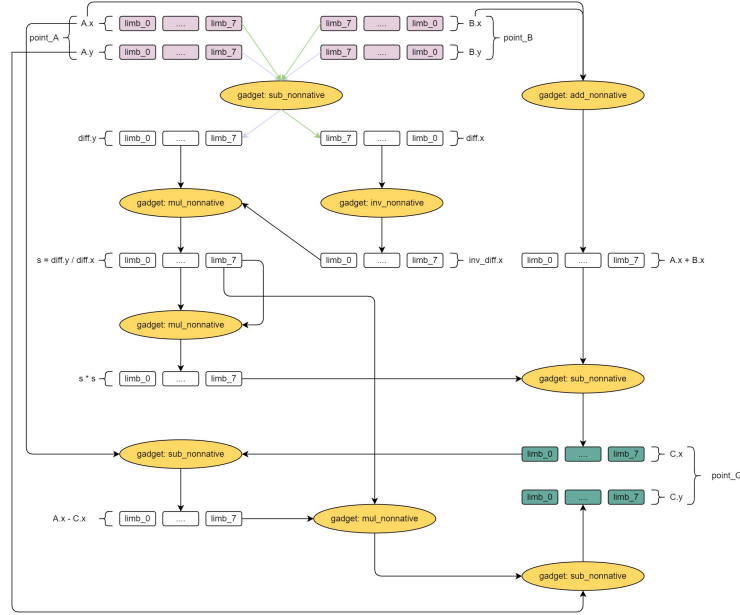 A.x limb_0 .... limb_7 limb_7 .... limb_0 B.x
point_A point_B
A.y limb_0 .... limb_7 limb_7 .... limb_0 B.y
gadget: sub_nonnative gadget: add_nonnative
diff.y limb_0 .... limb_7 limb_7 .... limb_0 diff.x
gadget: mul_nonnative gadget: inv_nonnative
s = diff.y / diff.x limb_0 .... limb_7 limb_0 .... limb_7 inv_diff.x limb_0 .... limb_7 A.x + B.x
gadget: mul_nonnative
s * s limb_0 .... limb_7 gadget: sub_nonnative
gadget: sub_nonnative limb_0 .... limb_7 C.x
point_C
limb_0 .... limb_7 C.y
A.x - C.x limb_0 .... limb_7 gadget: mul_nonnative
gadget: sub_nonnative